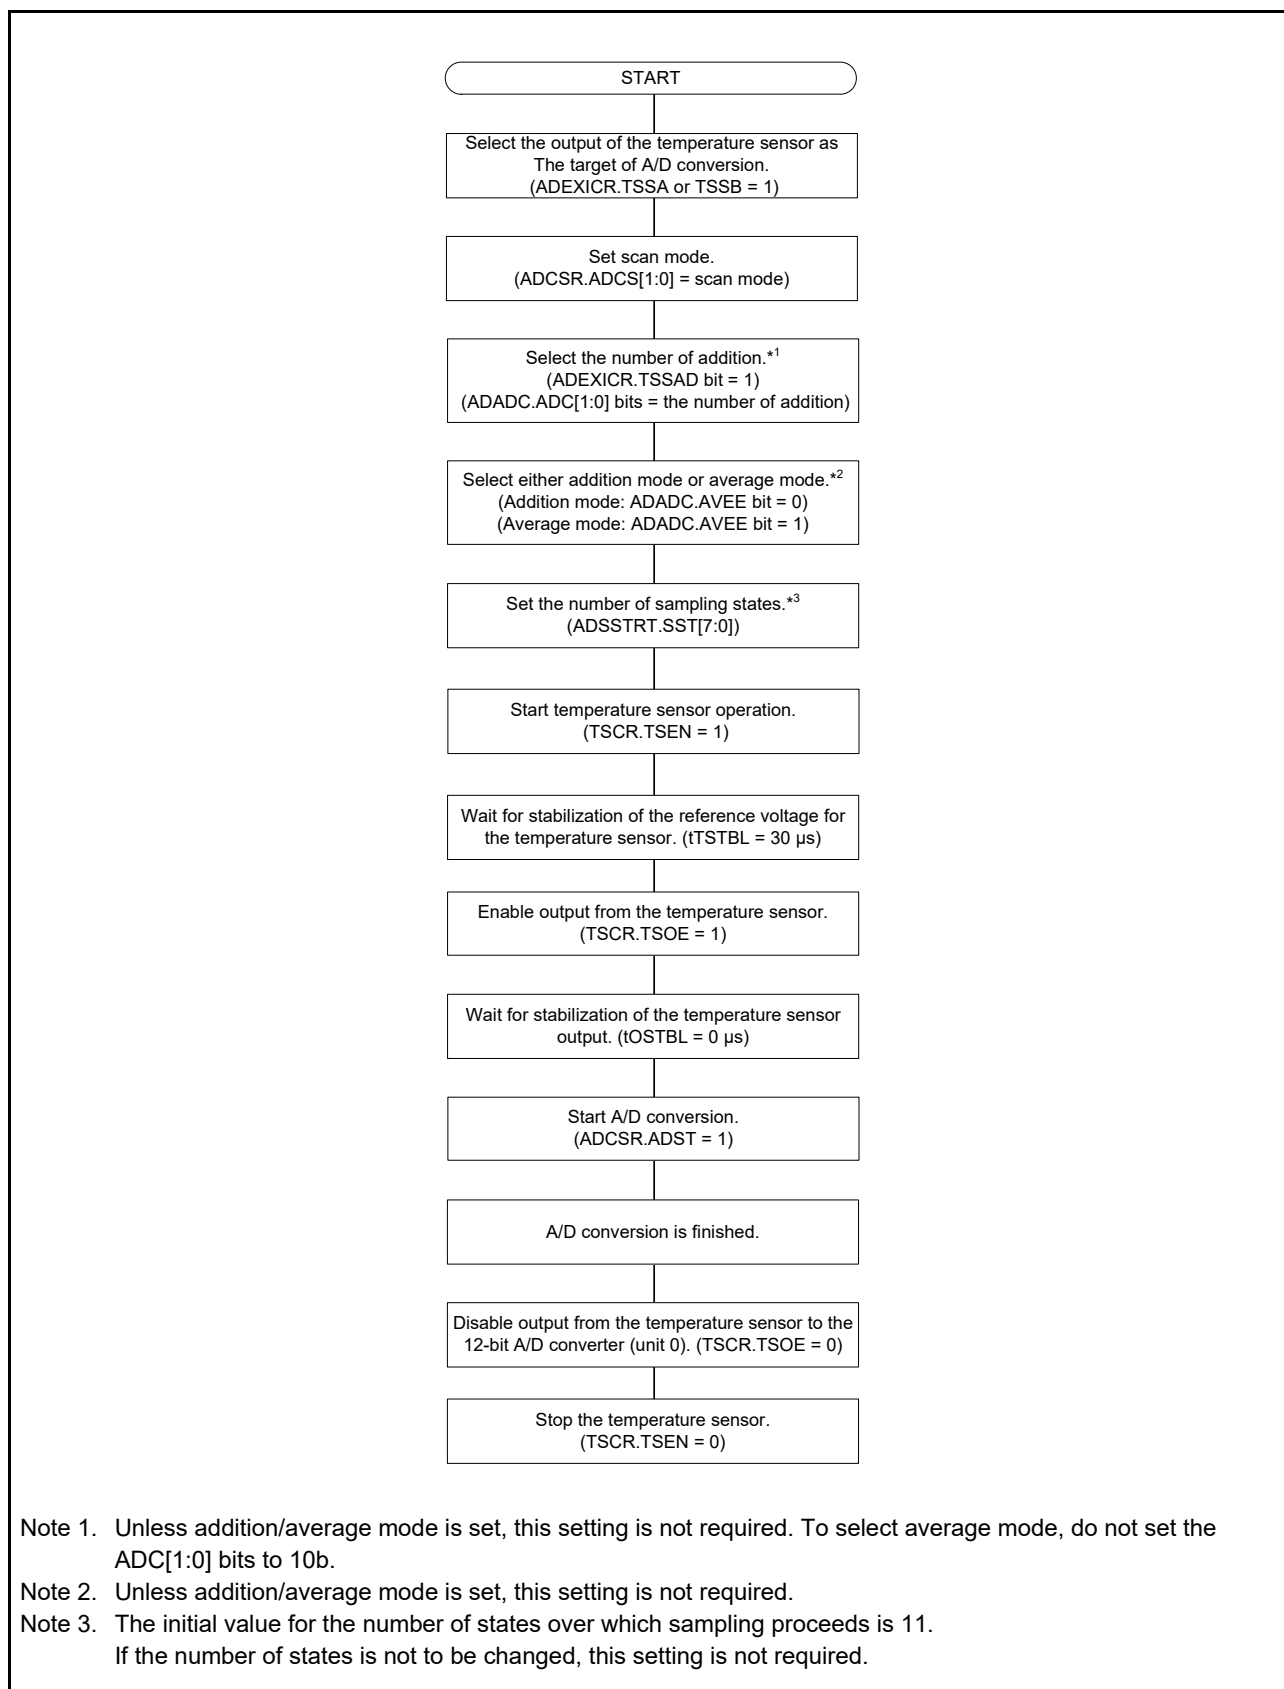 START
Select the output of the temperature sensor as
The target of A/D conversion.
(ADEXICR.TSSA or TSSB = 1)
Set scan mode.
(ADCSR.ADCS[1:0] = scan mode)
Select the number of addition.*1
(ADEXICR.TSSAD bit = 1)
(ADADC.ADC[1:0] bits = the number of addition)
Select either addition mode or average mode.*2
(Addition mode: ADADC.AVEE bit = 0)
(Average mode: ADADC.AVEE bit = 1)
Set the number of sampling states.*3
(ADSSTRT.SST[7:0])
Start temperature sensor operation.
(TSCR.TSEN = 1)
Wait for stabilization of the reference voltage for
the temperature sensor. (tTSTBL = 30 µs)
Enable output from the temperature sensor.
(TSCR.TSOE = 1)
Wait for stabilization of the temperature sensor
output. (tOSTBL = 0 µs)
Start A/D conversion.
(ADCSR.ADST = 1)
A/D conversion is finished.
Disable output from the temperature sensor to the
12-bit A/D converter (unit 0). (TSCR.TSOE = 0)
Stop the temperature sensor.
(TSCR.TSEN = 0)
Note 1. Unless addition/average mode is set, this setting is not required. To select average mode, do not set the
ADC[1:0] bits to 10b.
Note 2. Unless addition/average mode is set, this setting is not required.
Note 3. The initial value for the number of states over which sampling proceeds is 11.
If the number of states is not to be changed, this setting is not required.